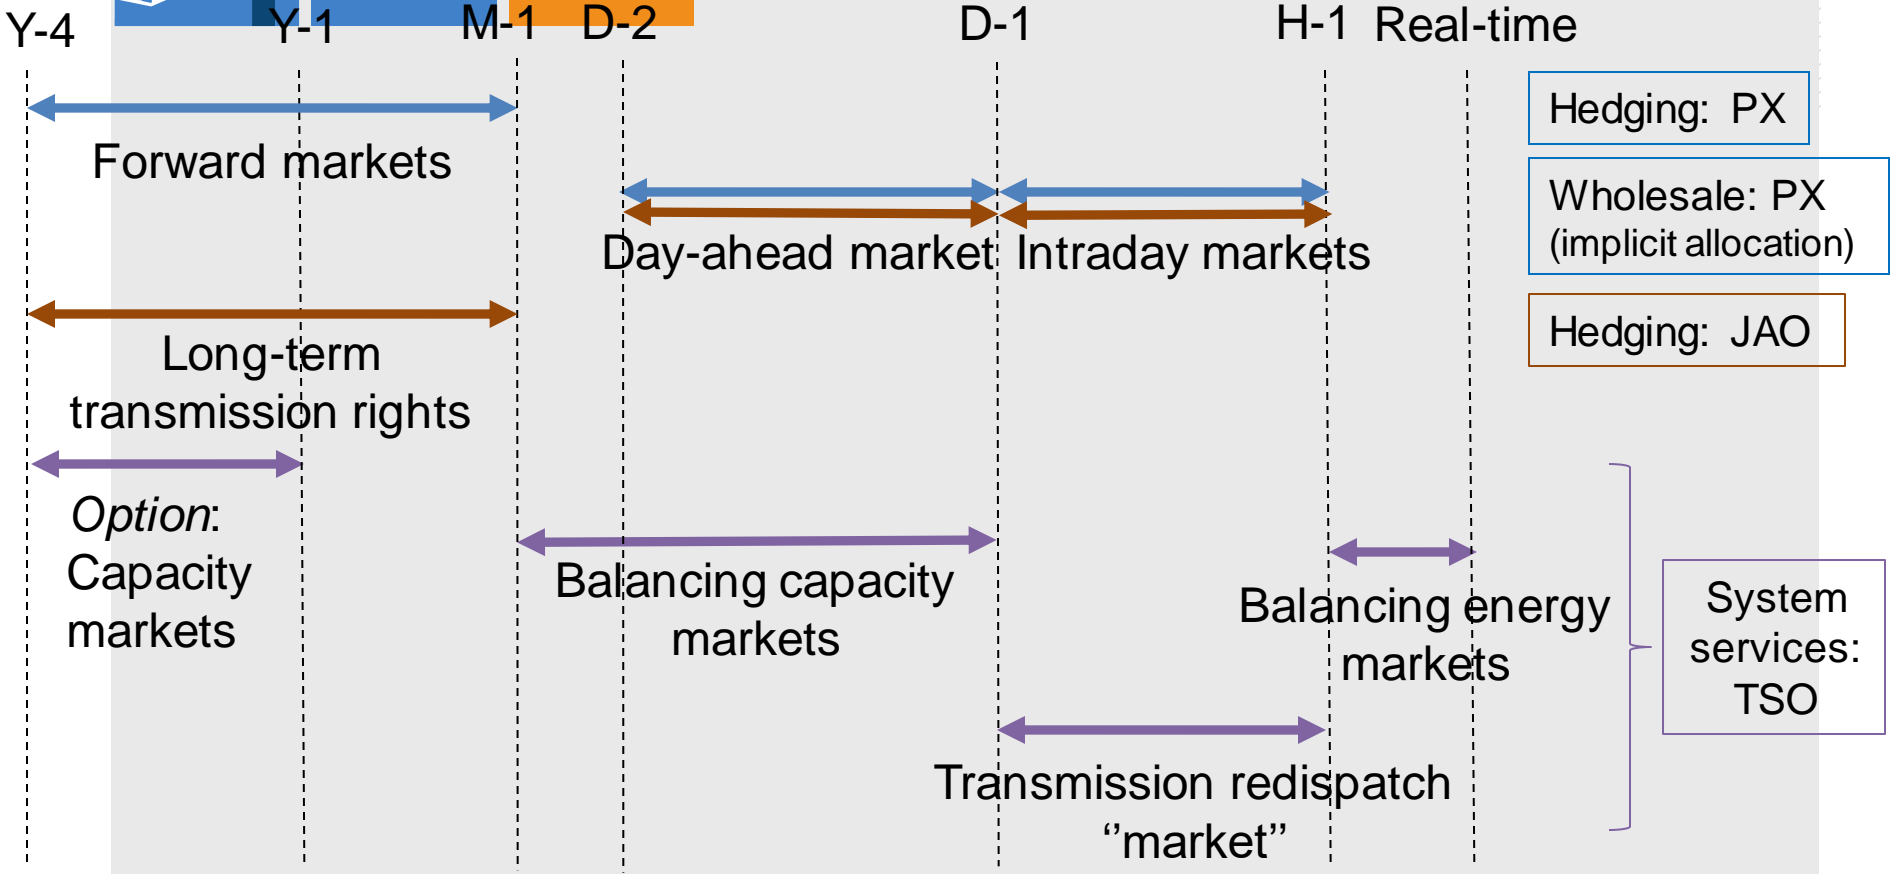 Y-4
Y-1
M-1
D-2
D-1
H-1
Real-time
Forward markets
Day-ahead market
Intraday markets
Long-term
transmission rights
Option:
Capacity
markets
Balancing capacity
markets
Balancing energy
markets
Transmission redispatch
‘’market’’
Hedging: PX
Wholesale: PX
(implicit allocation)
Hedging: JAO
System
services:
TSO